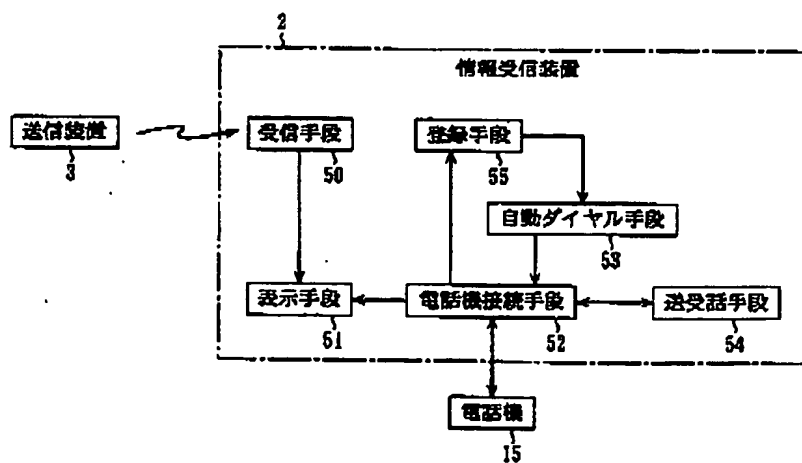 2
情報受信装置
送信装置
3
受信手段
50
登録手段
55
自動ダイヤル手段
53
表示手段
51
電話機接続手段
52
送受話手段
54
電話機
15